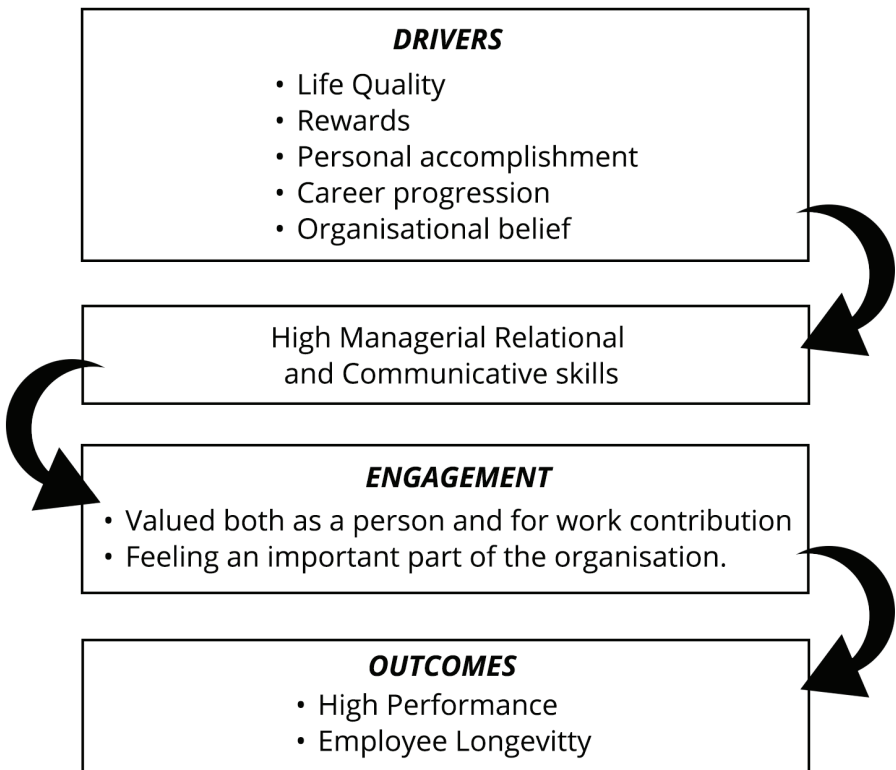 DRIVERS
• Life Quality
• Rewards
• Personal accomplishment
• Career progression
• Organisational belief
High Managerial Relational
and Communicative skills
ENGAGEMENT
• Valued both as a person and for work contribution
• Feeling an important part of the organisation.
OUTCOMES
• High Performance
• Employee Longevitty